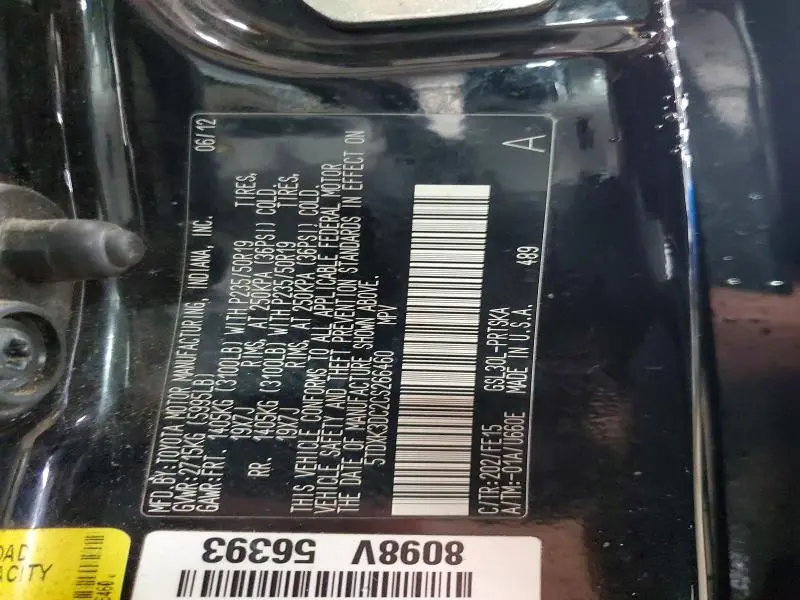 MFD.BY:TOYOTA MOTOR MANUFACTURING, INDIANA, INC. 06/12
GVWR:2715KG (5985LB)
GAWR:FRT. 1405KG (3100LB) WITH P235/50R19 TIRES,
19X7J RIMS, AT 250KPA (36PSI) COLD
RR. 1405KG (3100LB) WITH P235/50R19 TIRES,
19X7J RIMS, AT 250KPA (36PSI) COLD.
THIS VEHICLE CONFORMS TO ALL APPLICABLE FEDERAL MOTOR
VEHICLE SAFETY AND THEFT PREVENTION STANDARDS IN EFFECT ON
THE DATE OF MANUFACTURE SHOWN ABOVE.
5TDXK3DC2CS266460 MPV
C/TR:202/FE15 GSL30L-PRTSKA
A/TM:-01A/U660E MADE IN U.S.A. 489 A
8098V 56393
OAD
ACITY
6460.